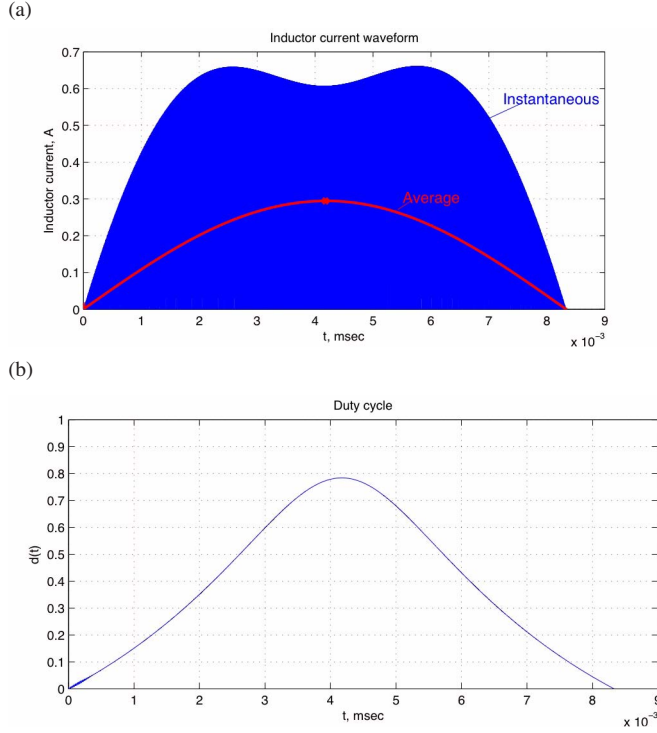 (a)
Inductor current waveform
0.7
0.6
0.5
0.4
0.3
0.2
0.1
0
Inductor current, A
Instantaneous
Average
0 1 2 3 4 5 6 7 8 9
t, msec
x 10⁻³
(b)
Duty cycle
1
0.9
0.8
0.7
0.6
0.5
0.4
0.3
0.2
0.1
0
d(t)
0 1 2 3 4 5 6 7 8 9
t, msec
x 10⁻³